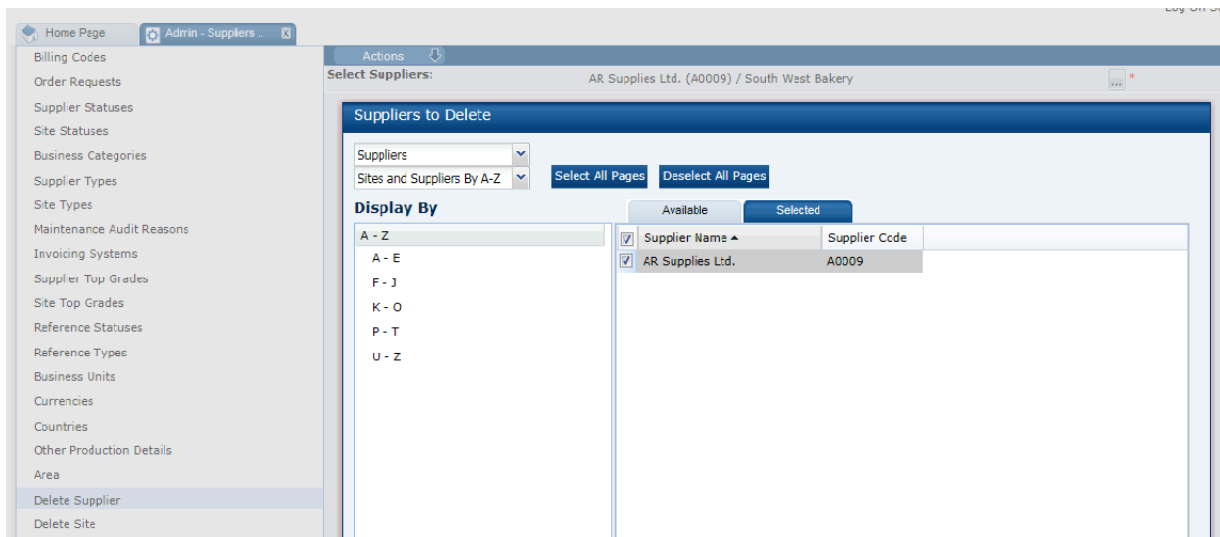 Home Page
Admin - Suppliers ..
Billing Codes
Order Requests
Supplier Statuses
Site Statuses
Business Categories
Supplier Types
Site Types
Maintenance Audit Reasons
Invoicing Systems
Supplier Top Grades
Site Top Grades
Reference Statuses
Reference Types
Business Units
Currencies
Countries
Other Production Details
Area
Delete Supplier
Delete Site
Actions
Select Suppliers: AR Supplies Ltd. (A0009) / South West Bakery ... *
Suppliers to Delete
Suppliers
Sites and Suppliers By A-Z
Select All Pages Deselect All Pages
Display By
A - Z
A - E
F - J
K - O
P - T
U - Z
Available Selected
Supplier Name Supplier Code
AR Supplies Ltd. A0009